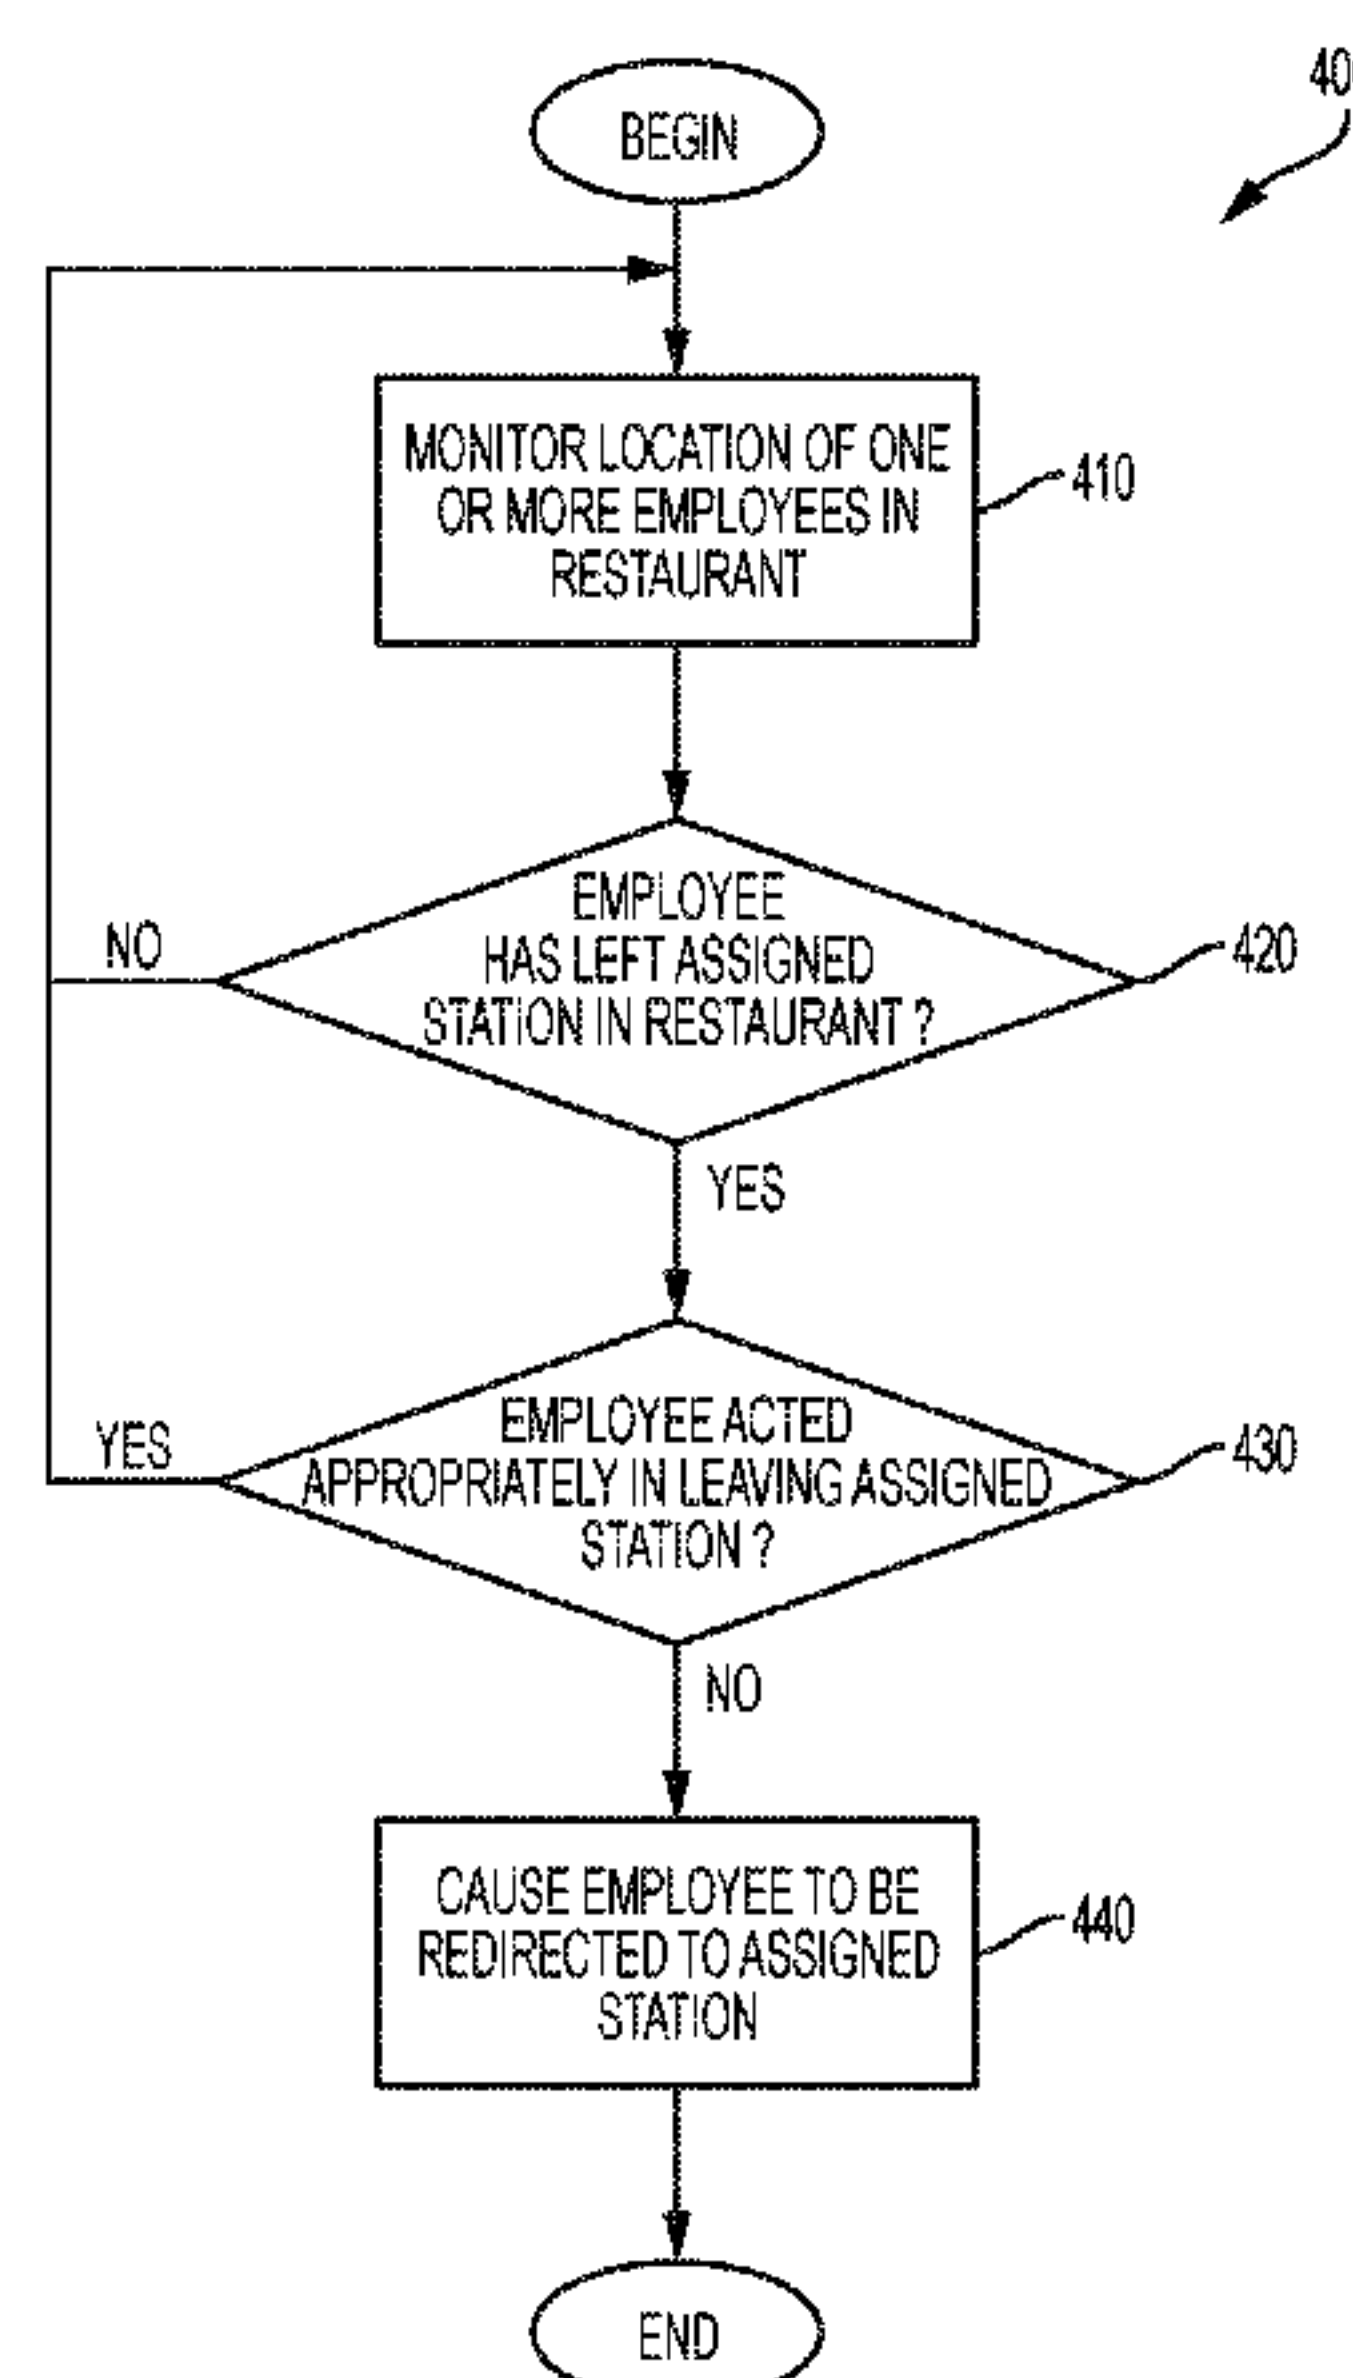 BEGIN
40
MONITOR LOCATION OF ONE
OR MORE EMPLOYEES IN
RESTAURANT
410
EMPLOYEE
HAS LEFT ASSIGNED
STATION IN RESTAURANT ?
420
NO
YES
EMPLOYEE ACTED
APPROPRIATELY IN LEAVING ASSIGNED
STATION ?
430
YES
NO
CAUSE EMPLOYEE TO BE
REDIRECTED TO ASSIGNED
STATION
440
END